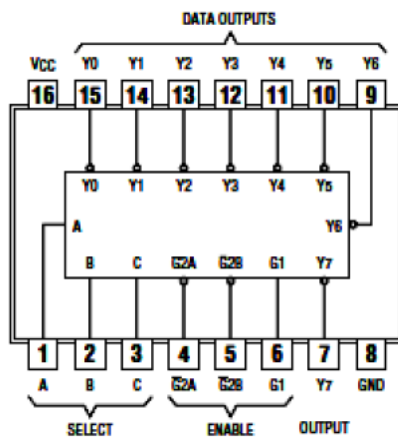 DATA OUTPUTS
VCC Y0 Y1 Y2 Y3 Y4 Y5 Y6
16 15 14 13 12 11 10 9
Y0 Y1 Y2 Y3 Y4 Y5
A Y6
B C G2A G2B G1 Y7
1 2 3 4 5 6 7 8
A B C G2A G2B G1 Y7 GND
SELECT ENABLE OUTPUT